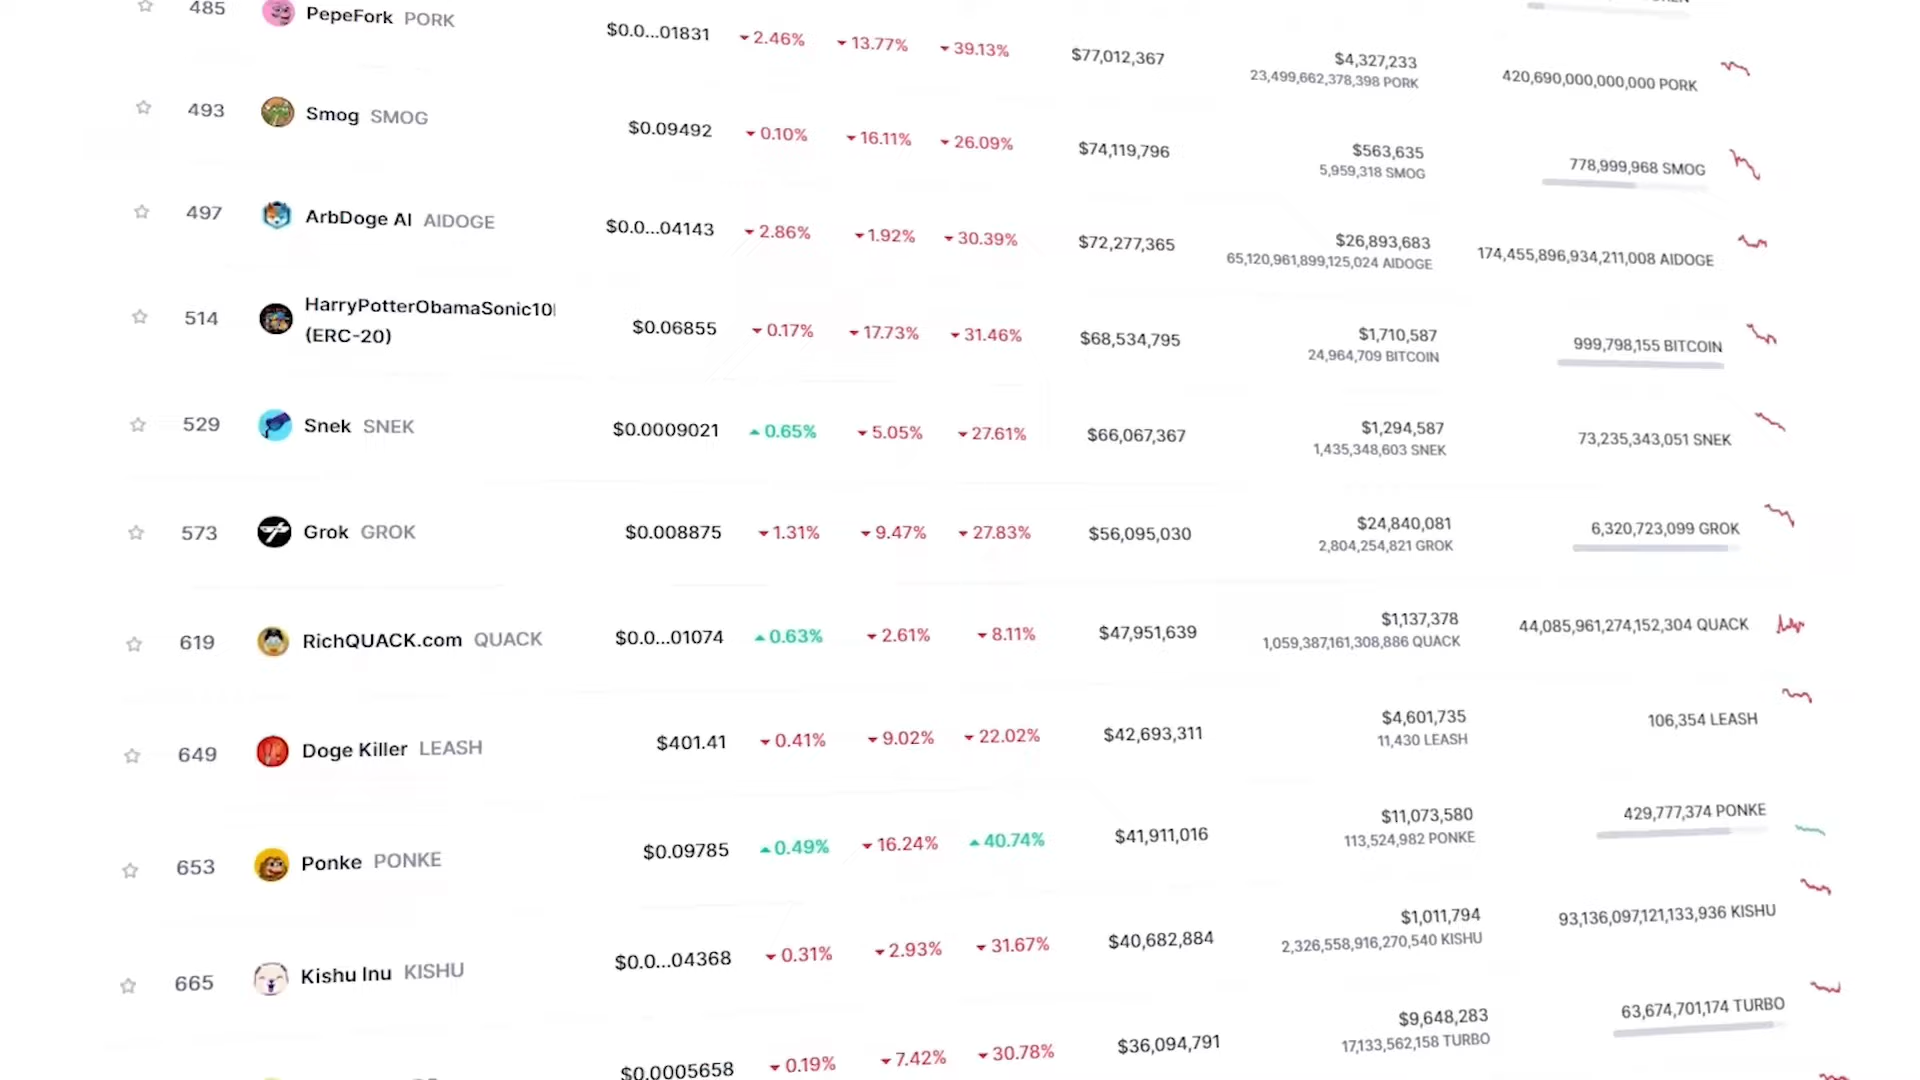 485 PepeFork PORK $0.0...01831 2.46% 13.77% 39.13% $77,012,367 $4,327,233 420,690,000,000,000 PORK
23,499,662,378,398 PORK
493 Smog SMOG $0.09492 0.10% 16.11% 26.09% $74,119,796 $563,635 778,999,968 SMOG
5,959,318 SMOG
497 ArbDoge AI AIDOGE $0.0...04143 2.86% 1.92% 30.39% $72,277,365 $26,893,683 174,455,896,934,211,008 AIDOGE
65,120,961,899,125,024 AIDOGE
514 HarryPotterObamaSonic10 (ERC-20) $0.06855 0.17% 17.73% 31.46% $68,534,795 $1,710,587 999,798,155 BITCOIN
24,964,709 BITCOIN
529 Snek SNEK $0.0009021 0.65% 5.05% 27.61% $66,067,367 $1,294,587 73,235,343,051 SNEK
1,435,348,603 SNEK
573 Grok GROK $0.008875 1.31% 9.47% 27.83% $56,095,030 $24,840,081 6,320,723,099 GROK
2,804,254,821 GROK
619 RichQUACK.com QUACK $0.0...01074 0.63% 2.61% 8.11% $47,951,639 $1,137,378 44,085,961,274,152,304 QUACK
1,059,387,161,308,886 QUACK
649 Doge Killer LEASH $401.41 0.41% 9.02% 22.02% $42,693,311 $4,601,735 106,354 LEASH
11,430 LEASH
653 Ponke PONKE $0.09785 0.49% 16.24% 40.74% $41,911,016 $11,073,580 429,777,374 PONKE
113,524,982 PONKE
665 Kishu Inu KISHU $0.0...04368 0.31% 2.93% 31.67% $40,682,884 $1,011,794 93,136,097,121,133,936 KISHU
2,326,558,916,270,540 KISHU
$0.0005658 0.19% 7.42% 30.78% $36,094,791 $9,648,283 63,674,701,174 TURBO
17,133,562,158 TURBO